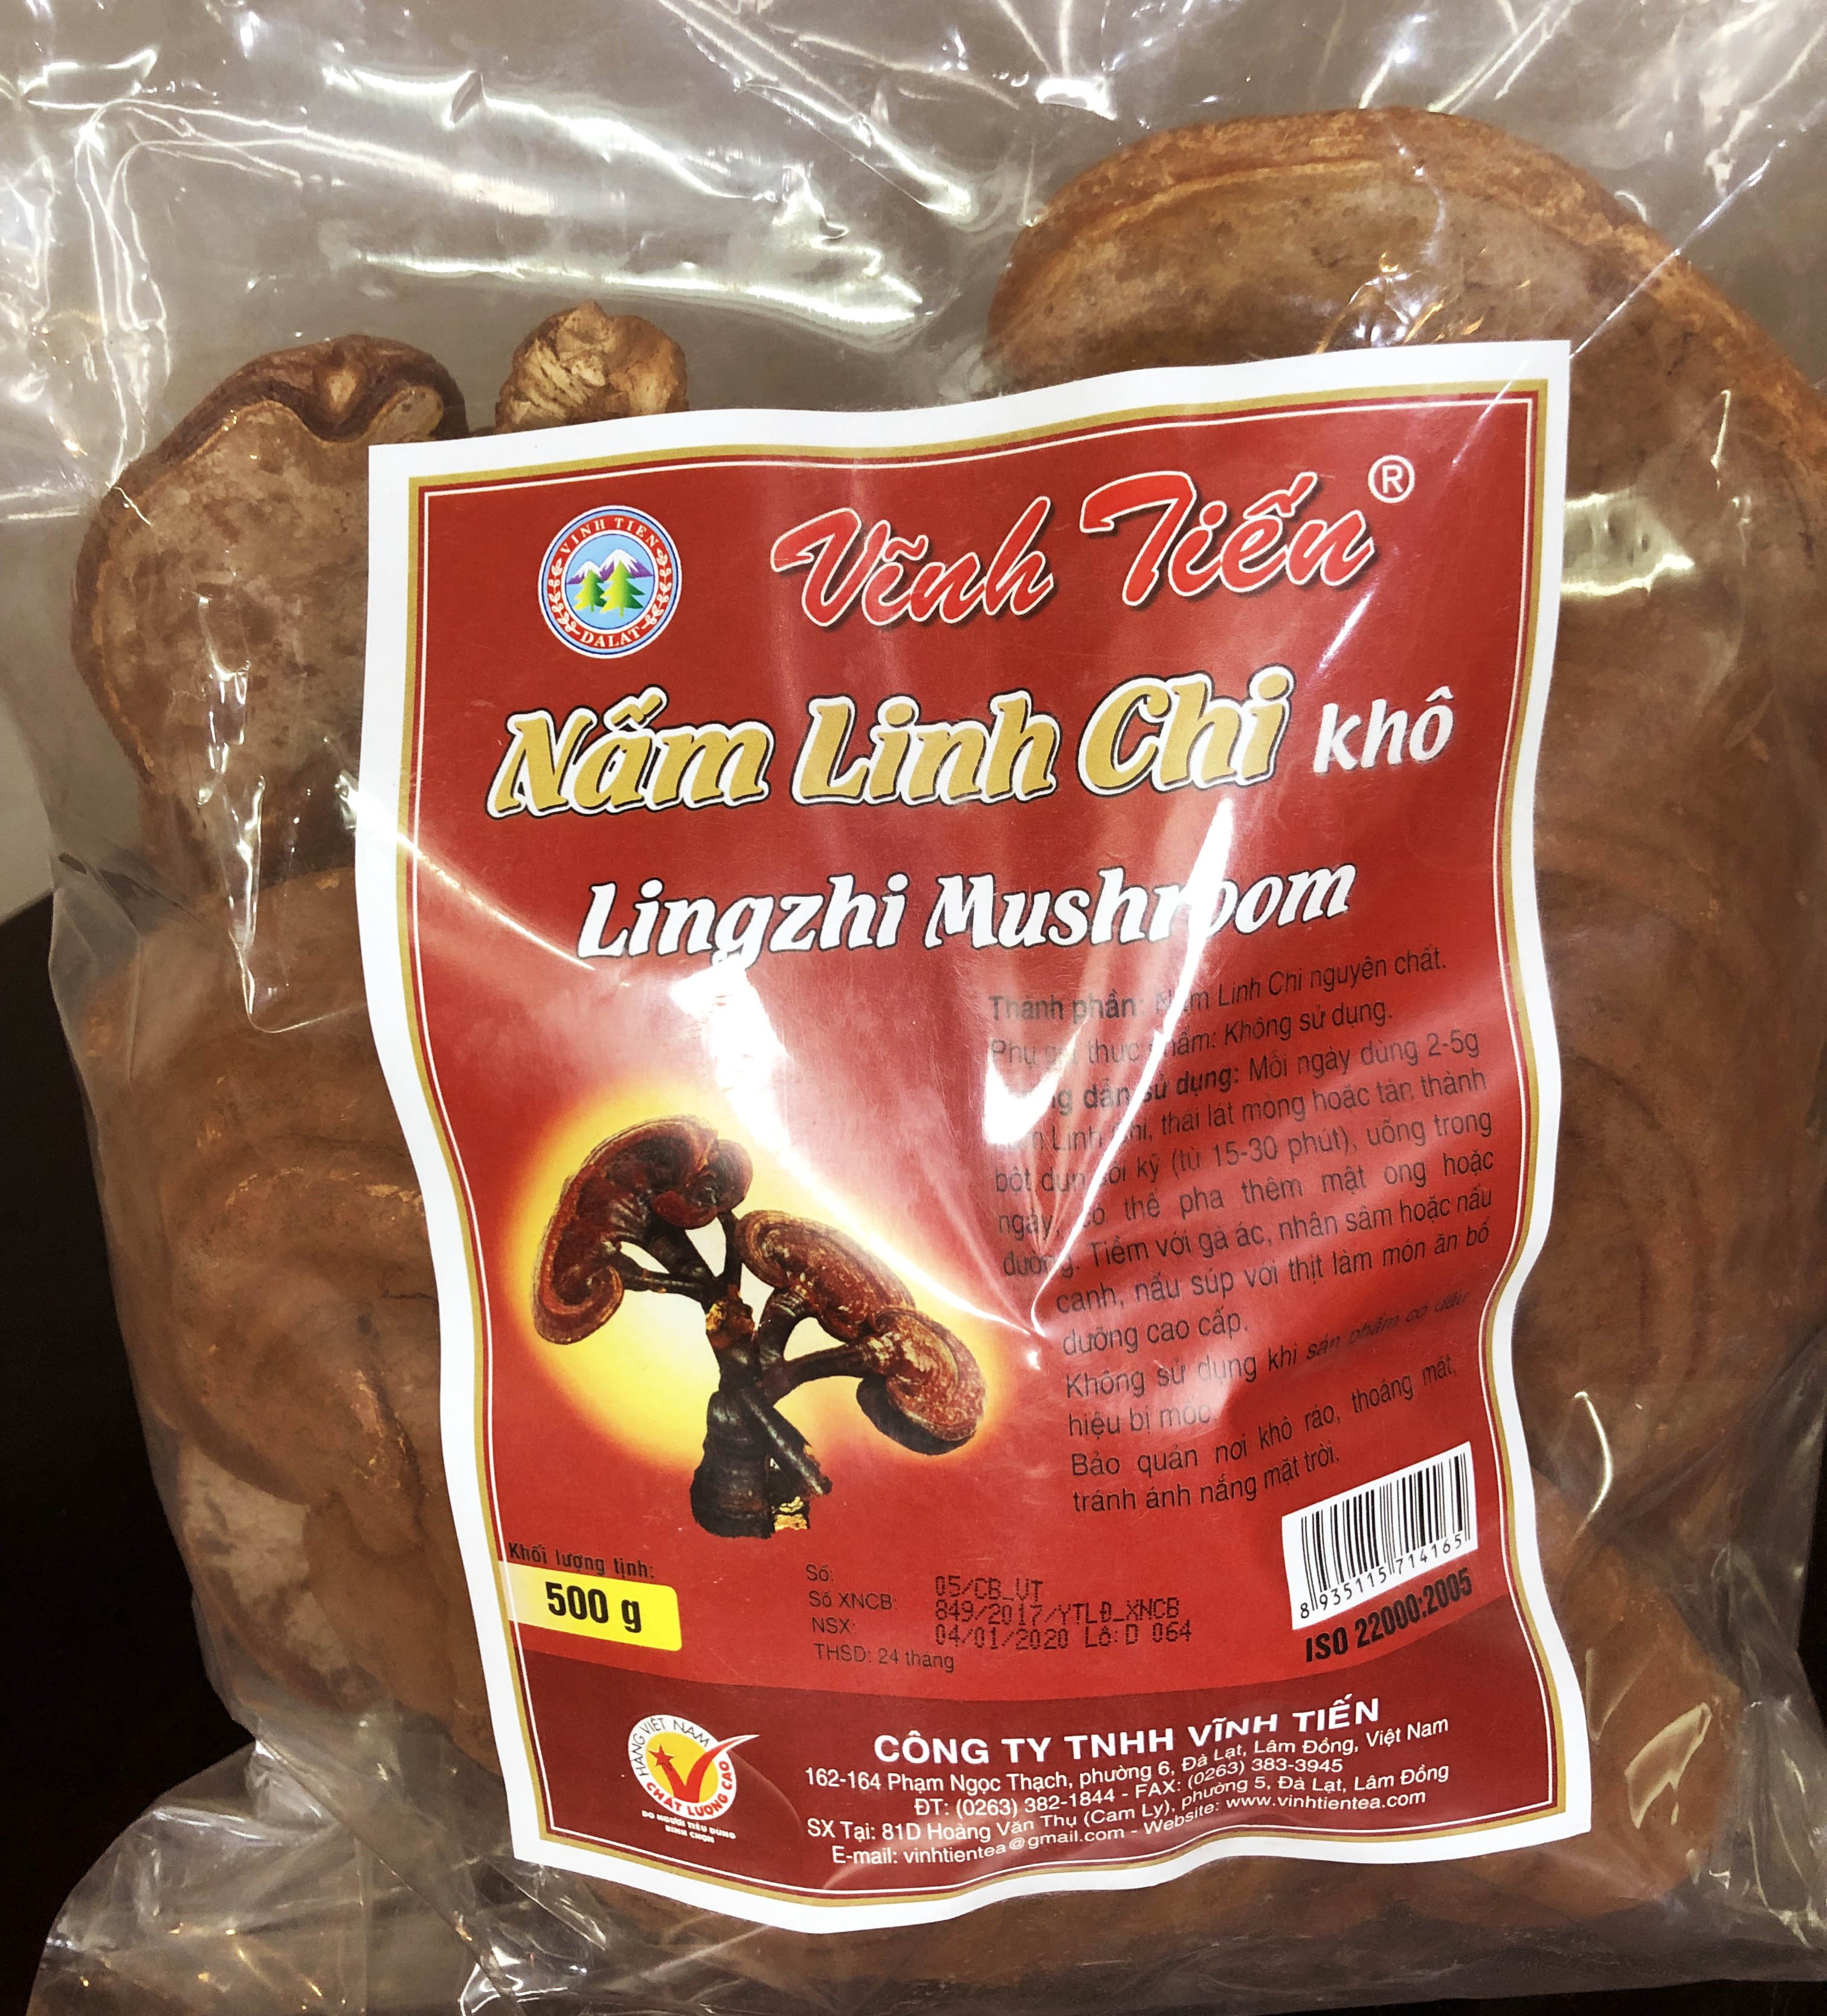 VINH TIEN
DALAT
Vĩnh Tiến®
Nấm Linh Chi khô
Lingzhi Mushroom
Thành phần: Nấm Linh Chi nguyên chất.
Phụ gia thực phẩm: Không sử dụng.
dẫn sử dụng: Mỗi ngày dùng 2-5g
Linh Chi, thái lát mỏng hoặc tán thành
bột đun sôi kỹ (từ 15-30 phút), uống trong
ngày, có thể pha thêm mật ong hoặc
đường. Tiềm với gà ác, nhân sâm hoặc nấu
canh, nấu súp với thịt làm món ăn bổ
dưỡng cao cấp.
Không sử dụng khi sản phẩm có dấu
hiệu bị mốc.
Bảo quản nơi khô ráo, thoáng mát,
tránh ánh nắng mặt trời.
Khối lượng tịnh:
500 g
Số: 05/CB_VT
Số XNCB: 849/2017/YTLĐ_XNCB
NSX: 04/01/2020 Lô: D 064
THSD: 24 tháng
8 935115 714165
ISO 22000:2005
HÀNG VIỆT NAM
CHẤT LƯỢNG CAO
DO NGƯỜI TIÊU DÙNG
BÌNH CHỌN
CÔNG TY TNHH VĨNH TIẾN
162-164 Phạm Ngọc Thạch, phường 6, Đà Lạt, Lâm Đồng, Việt Nam
ĐT: (0263) 382-1844 - FAX: (0263) 383-3945
SX Tại: 81D Hoàng Văn Thụ (Cam Ly), phường 5, Đà Lạt, Lâm Đồng
E-mail: vinhtientea@gmail.com - Website: www.vinhtientea.com